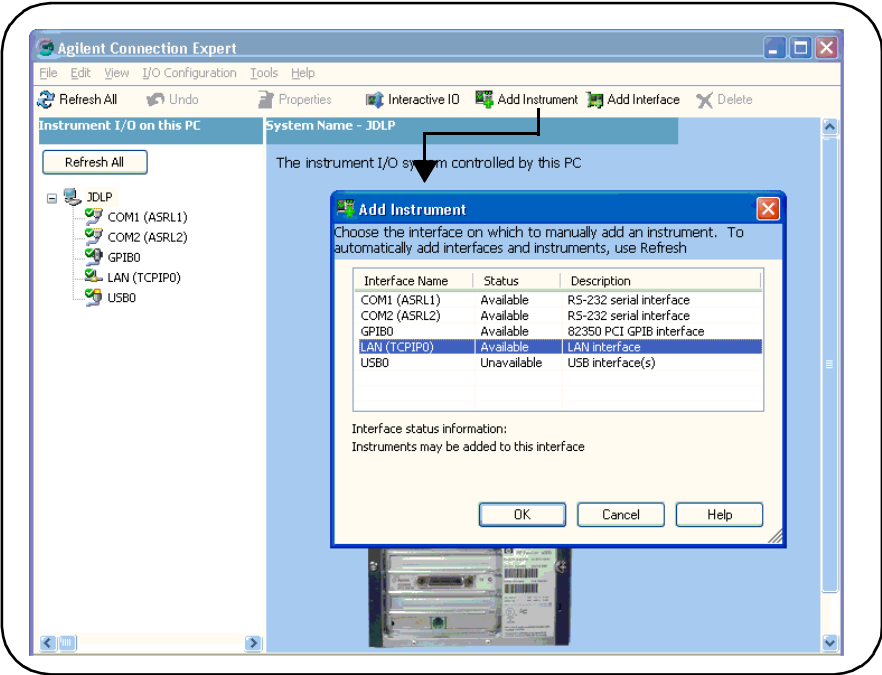 Agilent Connection Expert
File Edit View I/O Configuration Tools Help
Refresh All Undo Properties Interactive IO Add Instrument Add Interface Delete
Instrument I/O on this PC
System Name - JDLP
Refresh All
The instrument I/O system controlled by this PC
JDLP
COM1 (ASRL1)
COM2 (ASRL2)
GPIB0
LAN (TCPIP0)
USB0
Add Instrument
Choose the interface on which to manually add an instrument. To
automatically add interfaces and instruments, use Refresh
Interface Name Status Description
COM1 (ASRL1) Available RS-232 serial interface
COM2 (ASRL2) Available RS-232 serial interface
GPIB0 Available 82350 PCI GPIB interface
LAN (TCPIP0) Available LAN interface
USB0 Unavailable USB interface(s)
Interface status information:
Instruments may be added to this interface
OK Cancel Help